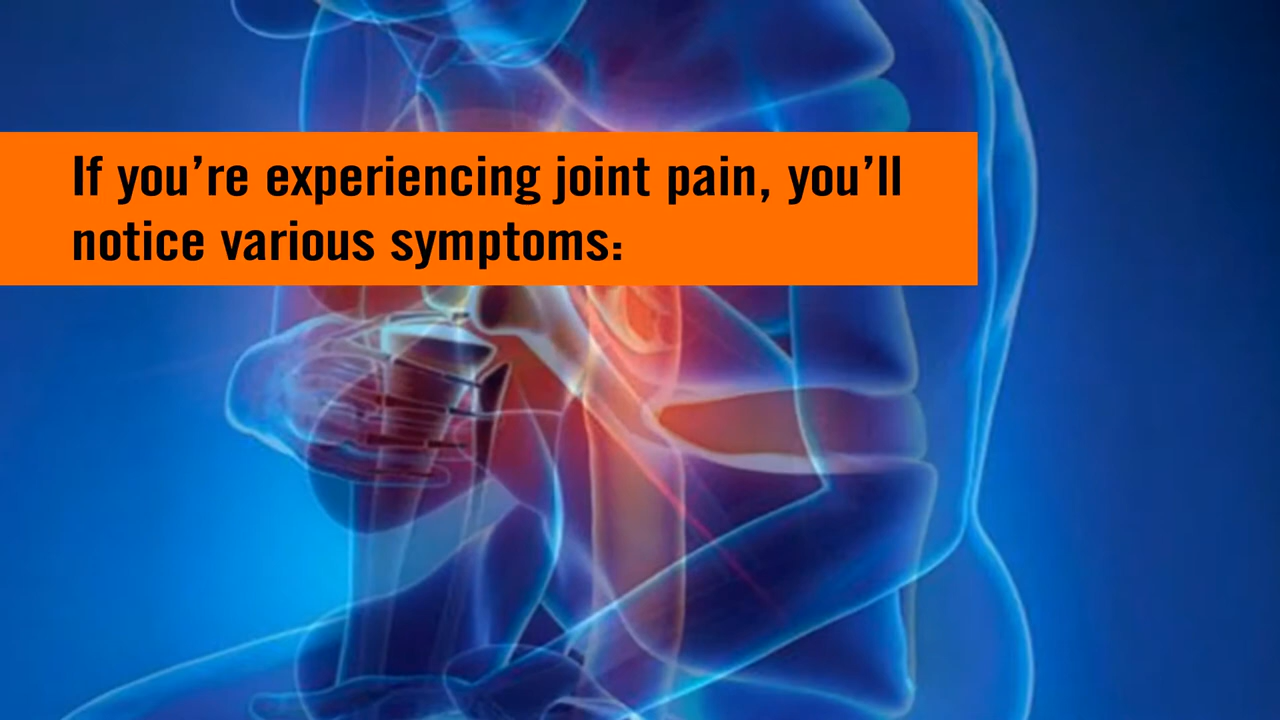 If you’re experiencing joint pain, you’ll
notice various symptoms: